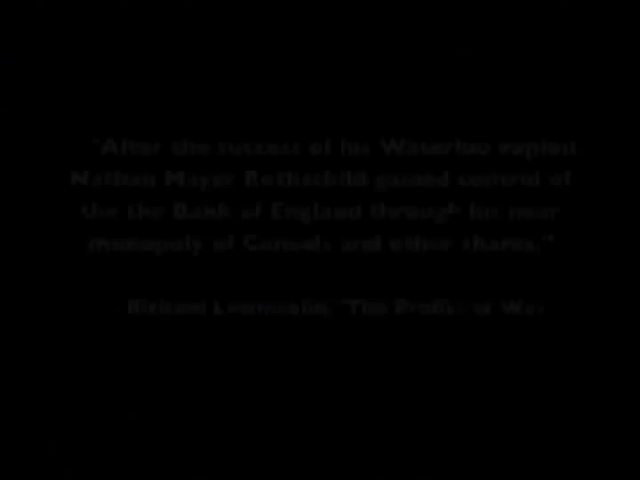 "After the success of his Waterloo exploit
Nathan Mayer Rothschild gained control of
the the Bank of England through his near
monopoly of Consols and other shares."
Richard Lewinsohn, "The Profits of War